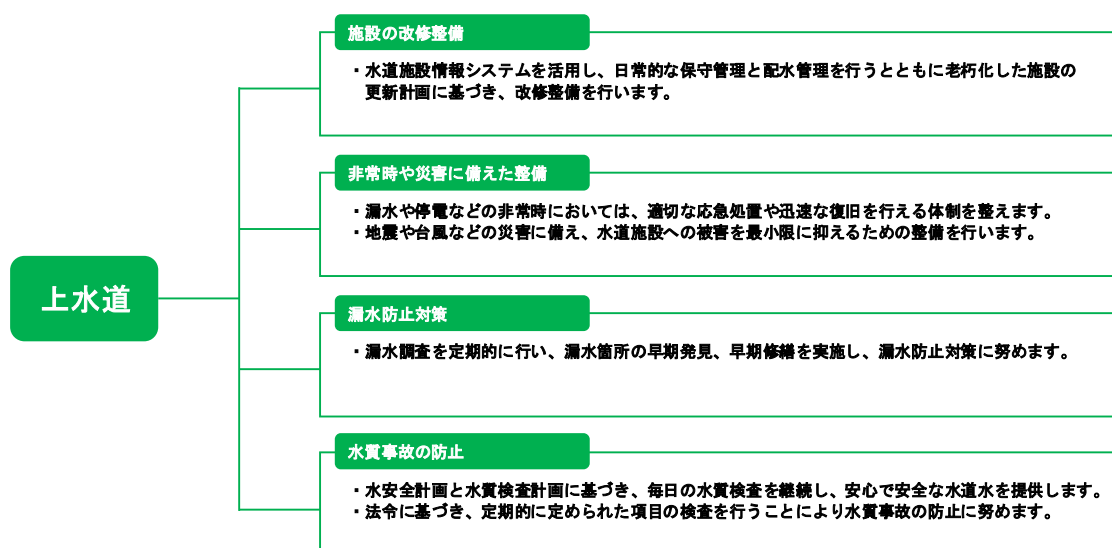 上水道
施設の改修整備
・水道施設情報システムを活用し、日常的な保守管理と配水管理を行うとともに老朽化した施設の
更新計画に基づき、改修整備を行います。
非常時や災害に備えた整備
・漏水や停電などの非常時においては、適切な応急処置や迅速な復旧を行える体制を整えます。
・地震や台風などの災害に備え、水道施設への被害を最小限に抑えるための整備を行います。
漏水防止対策
・漏水調査を定期的に行い、漏水箇所の早期発見、早期修繕を実施し、漏水防止対策に努めます。
水質事故の防止
・水安全計画と水質検査計画に基づき、毎日の水質検査を継続し、安心で安全な水道水を提供します。
・法令に基づき、定期的に定められた項目の検査を行うことにより水質事故の防止に努めます。